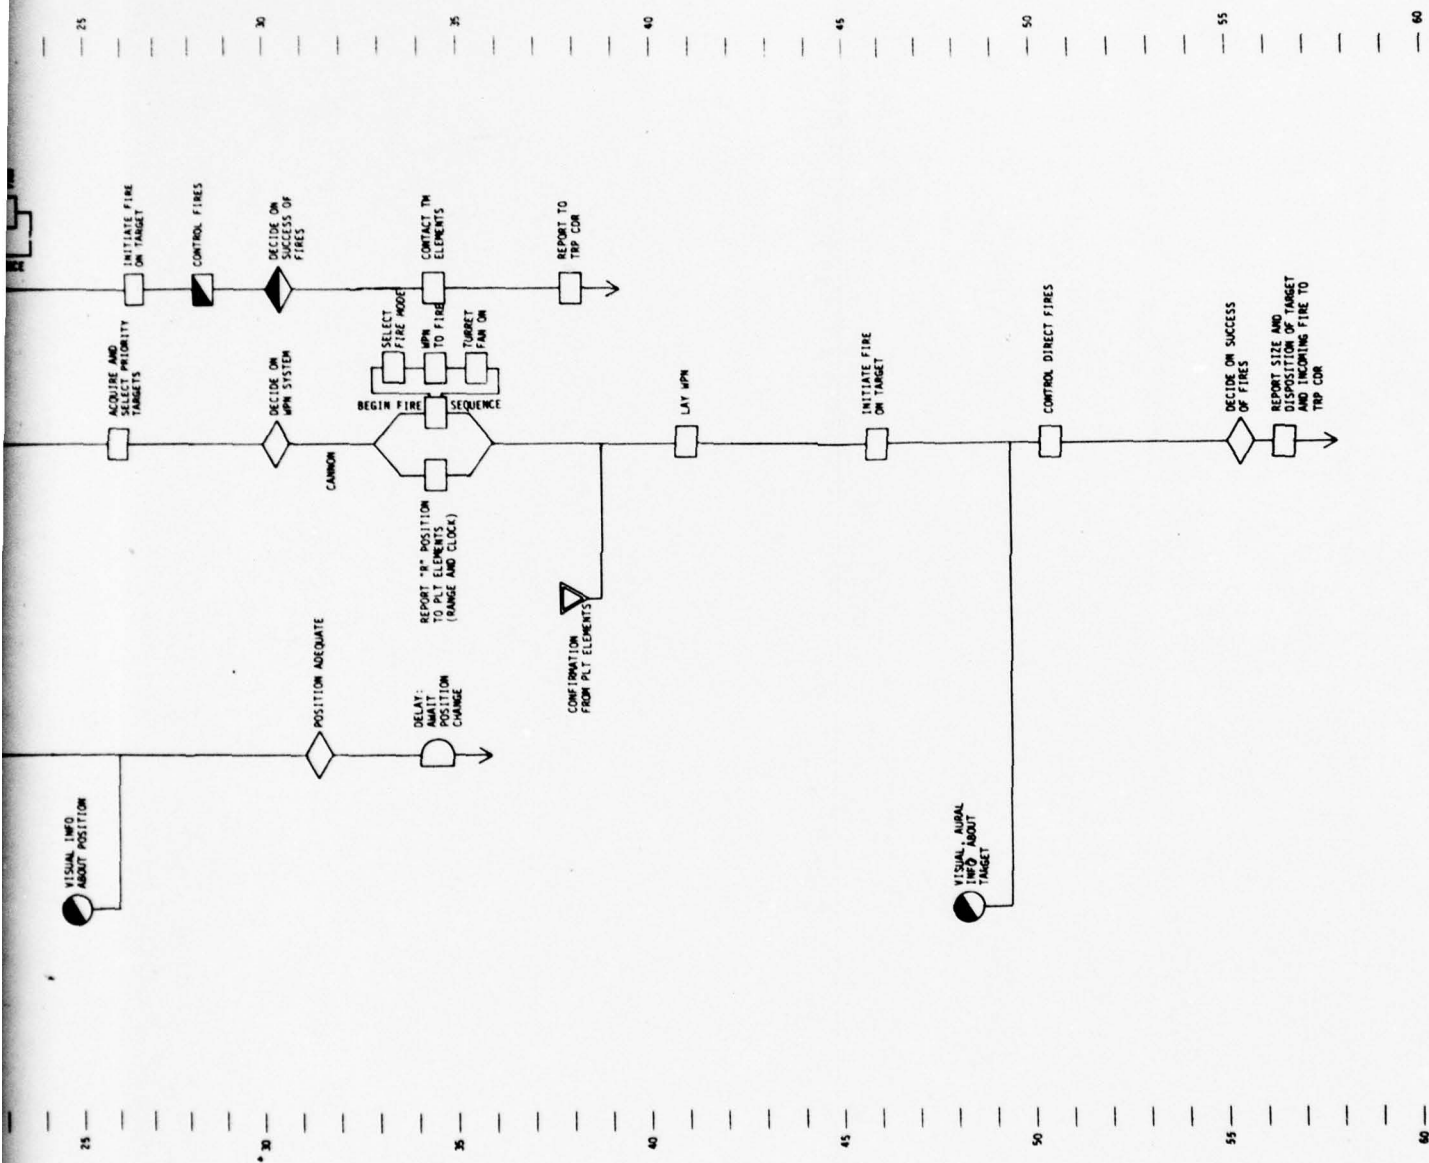 25
30
35
40
45
50
55
60
INITIATE FIRE
ON TARGET
CONTROL FIRES
DECIDE ON
SUCCESS OF
FIRES
CONTACT TM
ELEMENTS
REPORT TO
TRP CDR
ACQUIRE AND
SELECT PRIORITY
TARGETS
DECIDE ON
WPN SYSTEM
CANNON
SELECT
FIRE MODE
WPN
TO FIRE
TURRET
FAN ON
BEGIN FIRE SEQUENCE
REPORT "R" POSITION
TO PLT ELEMENTS
(RANGE AND CLOCK)
LAY WPN
INITIATE FIRE
ON TARGET
CONTROL DIRECT FIRES
DECIDE ON SUCCESS
OF FIRES
REPORT SIZE AND
DISPOSITION OF TARGET
AND INCOMING FIRE TO
TRP CDR
CONFIRMATION
FROM PLT ELEMENTS
POSITION ADEQUATE
DELAY:
AWAIT
POSITION
CHANGE
VISUAL INFO
ABOUT POSITION
VISUAL, AURAL
INFO ABOUT
TARGET
25
30
35
40
45
50
55
60